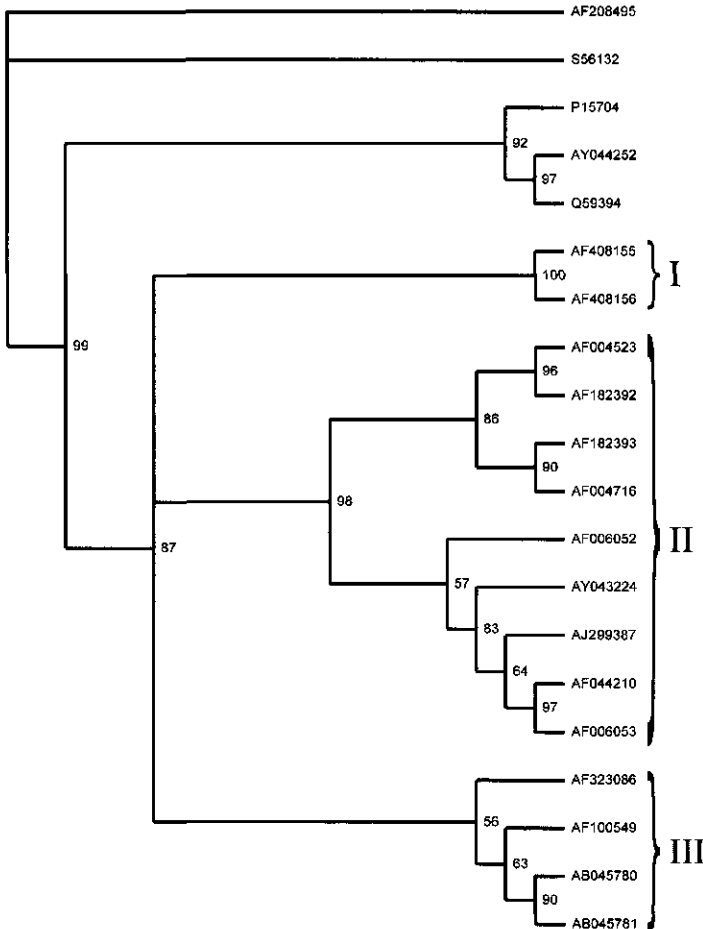 AF208495
S56132
P15704
92
AY044252
97
Q59394
AF408155
100
I
AF408156
99
AF004523
96
AF182392
86
AF182393
90
AF004716
98
AF006052
87
II
57
AY043224
83
AJ299387
64
AF044210
97
AF006053
AF323086
56
AF100549
III
63
AB045780
90
AB045781